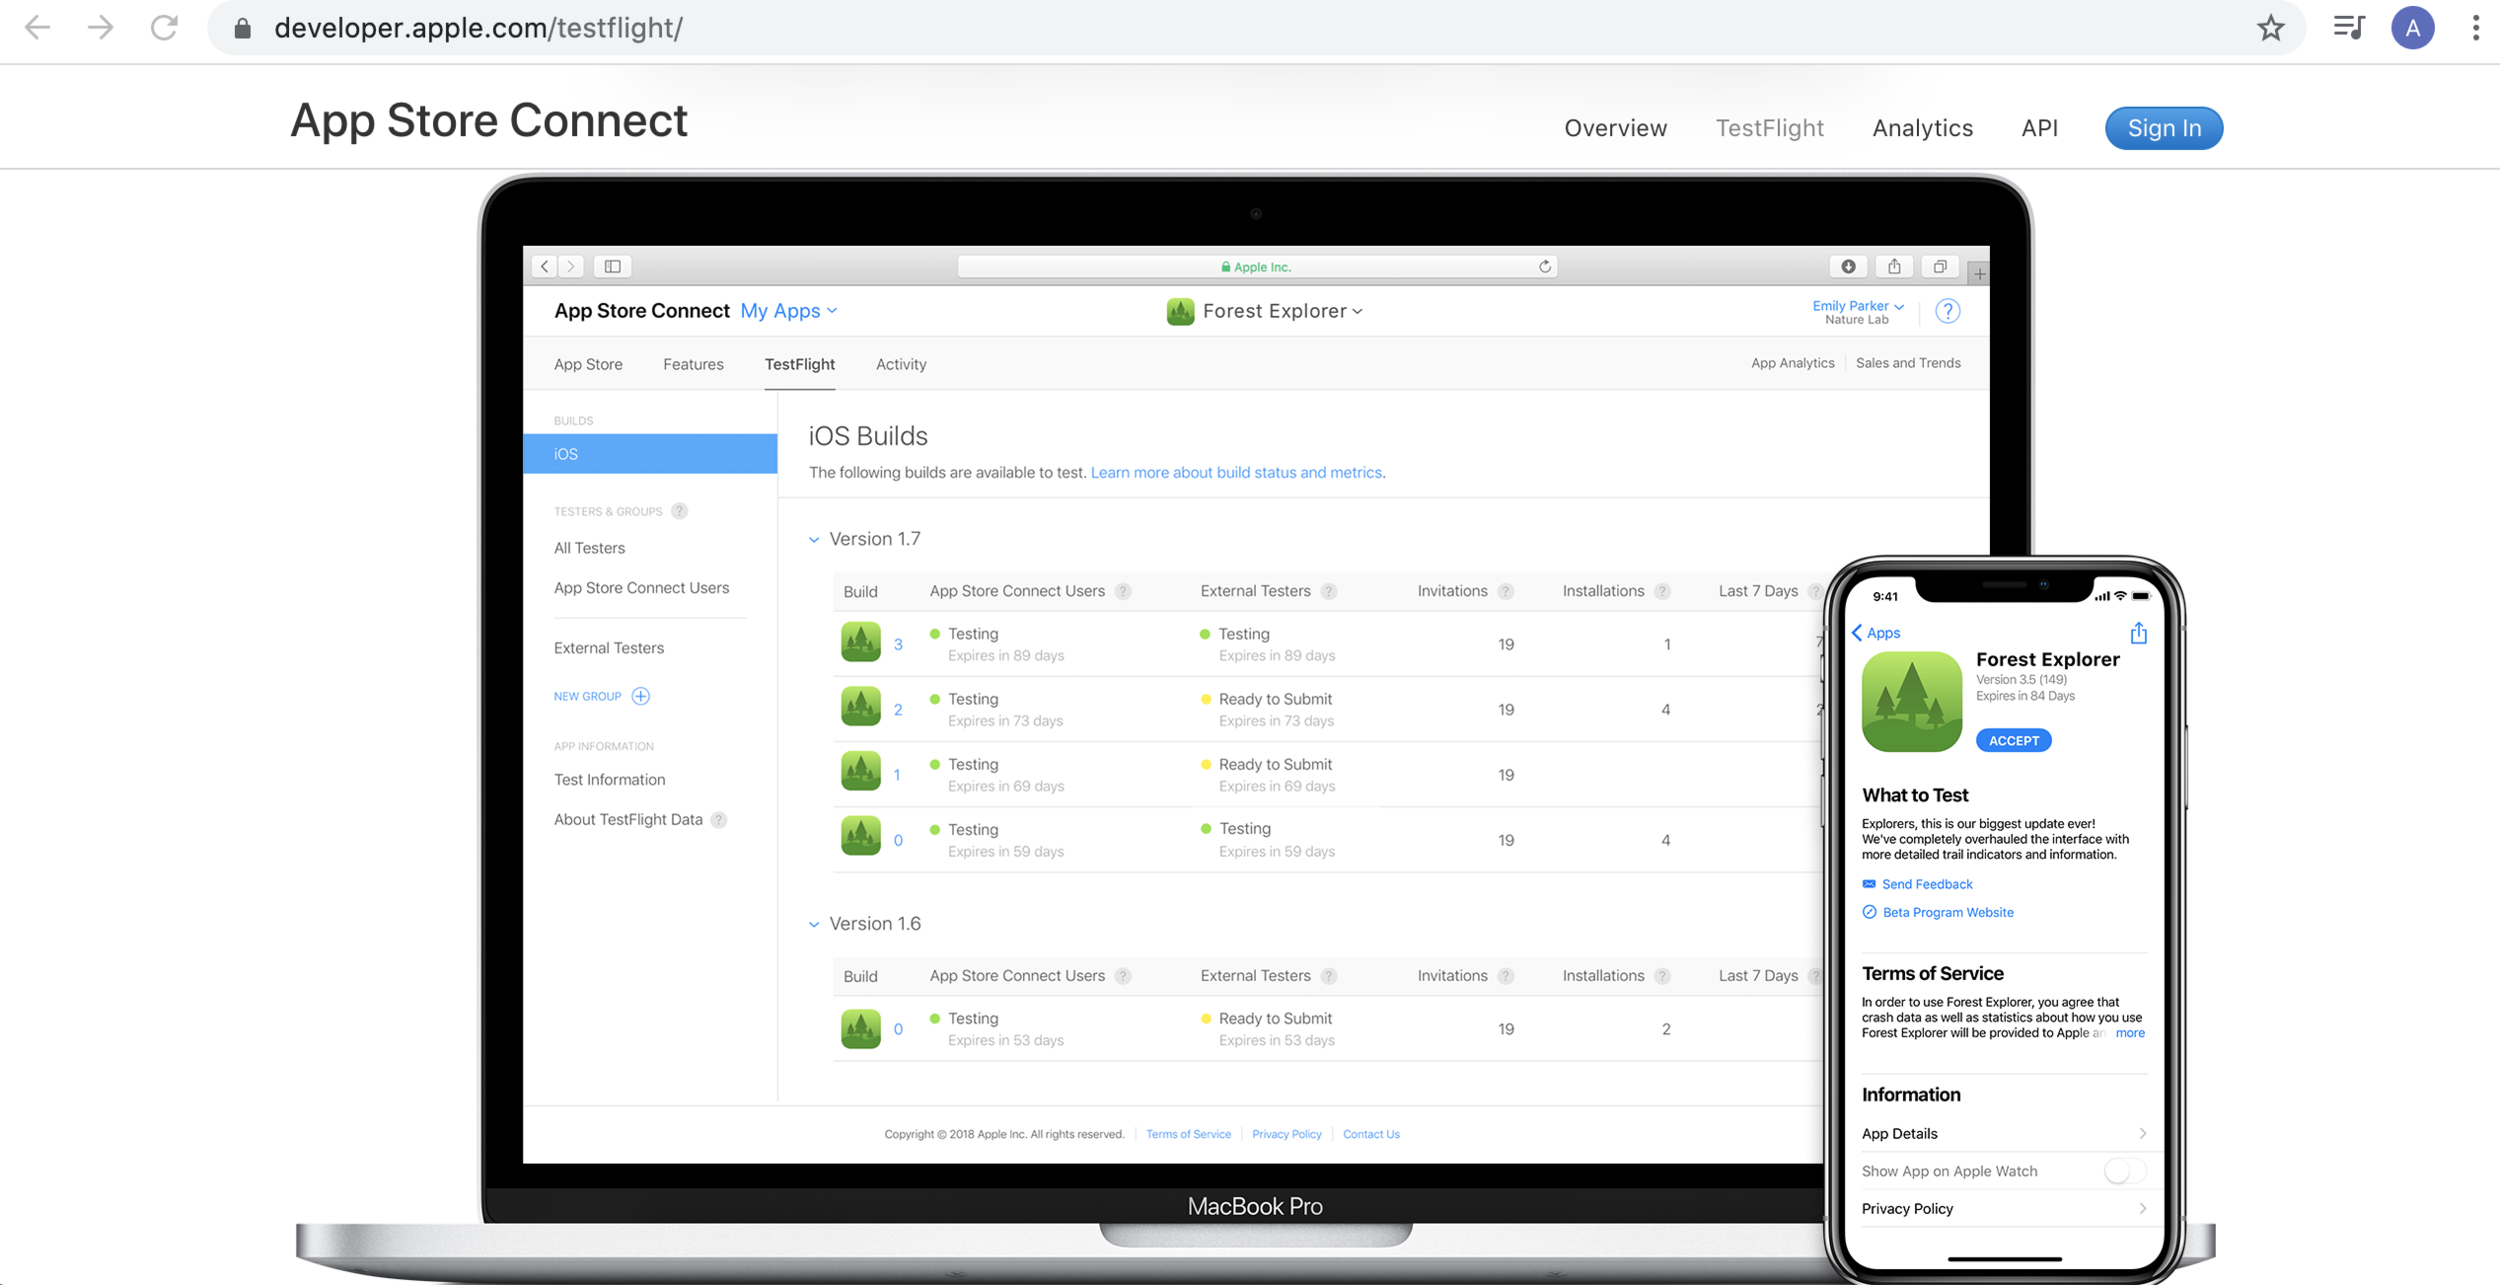 developer.apple.com/testflight/
A
App Store Connect
Overview TestFlight Analytics API Sign In
Apple Inc.
App Store Connect My Apps Forest Explorer Emily Parker
Nature Lab
?
App Store Features TestFlight Activity App Analytics Sales and Trends
BUILDS
iOS
TESTERS & GROUPS ?
All Testers
App Store Connect Users
External Testers
NEW GROUP
APP INFORMATION
Test Information
About TestFlight Data ?
iOS Builds
The following builds are available to test. Learn more about build status and metrics.
Version 1.7
Build App Store Connect Users ? External Testers ? Invitations ? Installations ? Last 7 Days ?
3 Testing Testing 19 1 7
Expires in 89 days Expires in 89 days
2 Testing Ready to Submit 19 4 2
Expires in 73 days Expires in 73 days
1 Testing Ready to Submit 19
Expires in 69 days Expires in 69 days
0 Testing Testing 19 4
Expires in 59 days Expires in 59 days
Version 1.6
Build App Store Connect Users ? External Testers ? Invitations ? Installations ? Last 7 Days ?
0 Testing Ready to Submit 19 2
Expires in 53 days Expires in 53 days
Copyright © 2018 Apple Inc. All rights reserved. Terms of Service Privacy Policy Contact Us
MacBook Pro
9:41
Apps
Forest Explorer
Version 3.5 (149)
Expires in 84 Days
ACCEPT
What to Test
Explorers, this is our biggest update ever!
We've completely overhauled the interface with
more detailed trail indicators and information.
Send Feedback
Beta Program Website
Terms of Service
In order to use Forest Explorer, you agree that
crash data as well as statistics about how you use
Forest Explorer will be provided to Apple an more
Information
App Details
Show App on Apple Watch
Privacy Policy